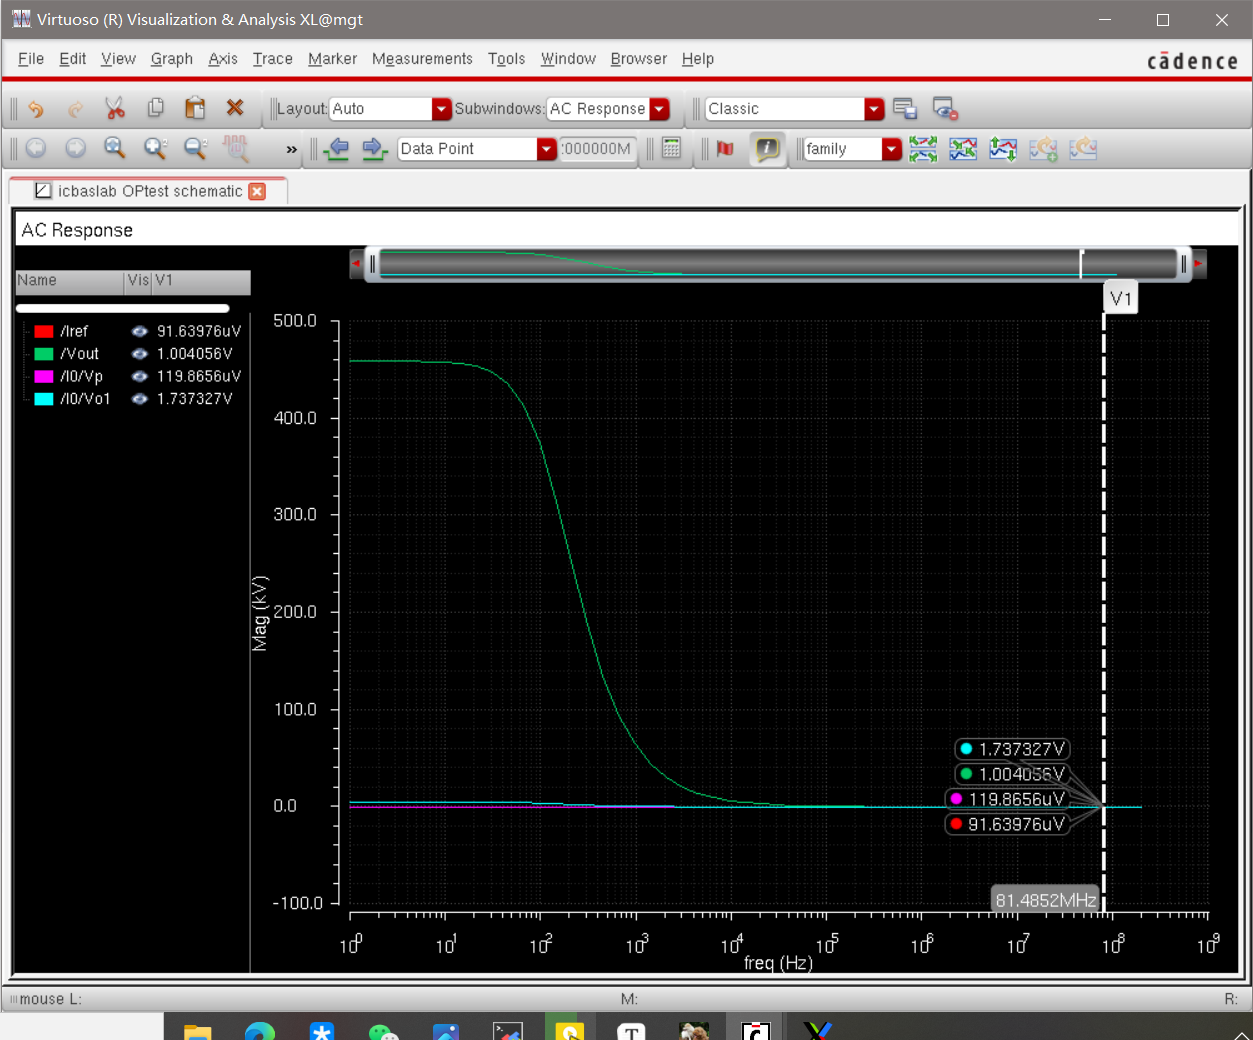 Virtuoso (R) Visualization & Analysis XL@mgt
File Edit View Graph Axis Trace Marker Measurements Tools Window Browser Help
cādence
Layout: Auto Subwindows: AC Response Classic
» Data Point :000000M family
icbaslab OPtest schematic
AC Response
Name Vis V1
/Iref 91.63976uV
/Vout 1.004056V
/I0/Vp 119.8656uV
/I0/Vo1 1.737327V
V1
500.0
400.0
300.0
200.0
100.0
0.0
-100.0
Mag (kV)
1.737327V
1.004056V
119.8656uV
91.63976uV
81.4852MHz
10^0 10^1 10^2 10^3 10^4 10^5 10^6 10^7 10^8 10^9
freq (Hz)
mouse L: M: R:
T